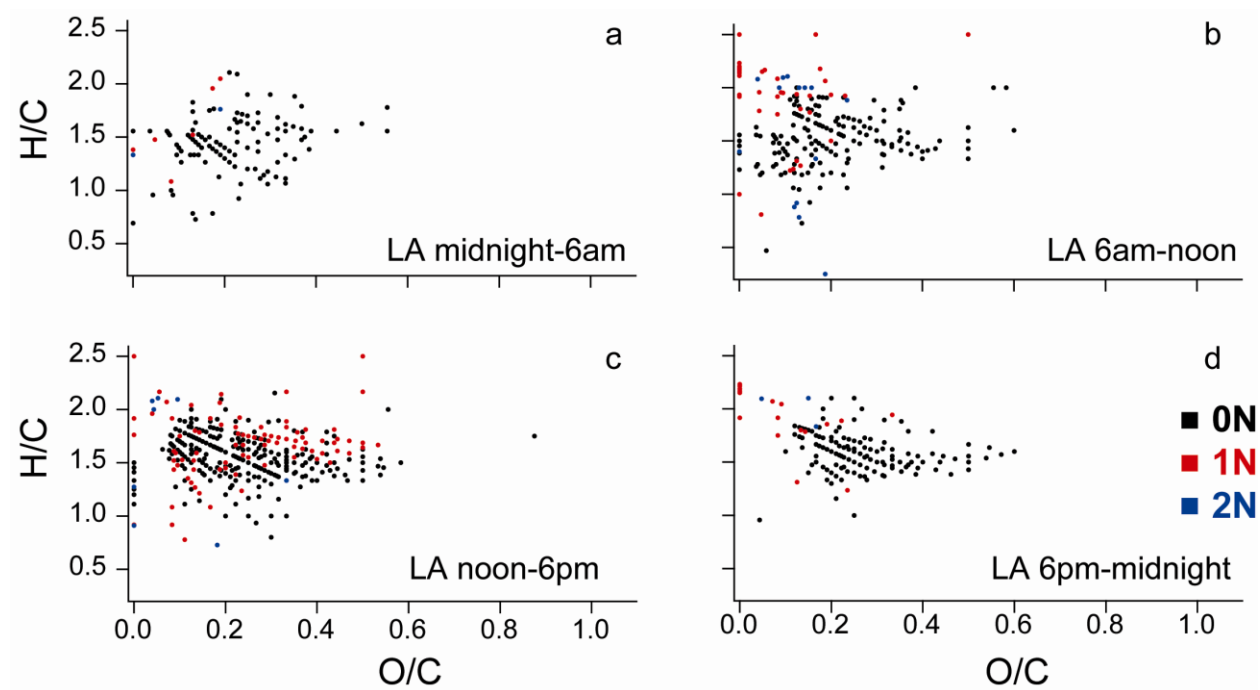 2.5
2.0
1.5
1.0
0.5
H/C
a
LA midnight-6am
b
LA 6am-noon
2.5
2.0
1.5
1.0
0.5
H/C
c
LA noon-6pm
0.0 0.2 0.4 0.6 0.8 1.0
O/C
d
0N
1N
2N
LA 6pm-midnight
0.0 0.2 0.4 0.6 0.8 1.0
O/C